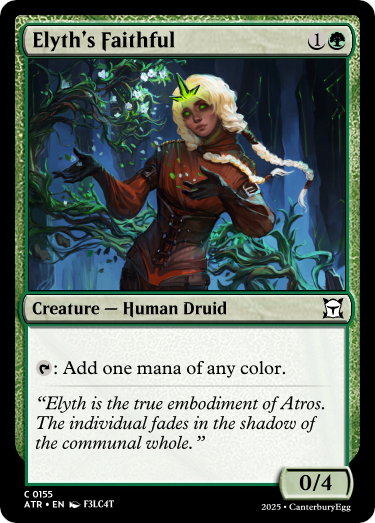 Elyth's Faithful 1
Creature — Human Druid
: Add one mana of any color.
“Elyth is the true embodiment of Atros.
The individual fades in the shadow of
the communal whole.”
0/4
C 0155
ATR • EN F3LC4T
2025 • CanterburyEgg